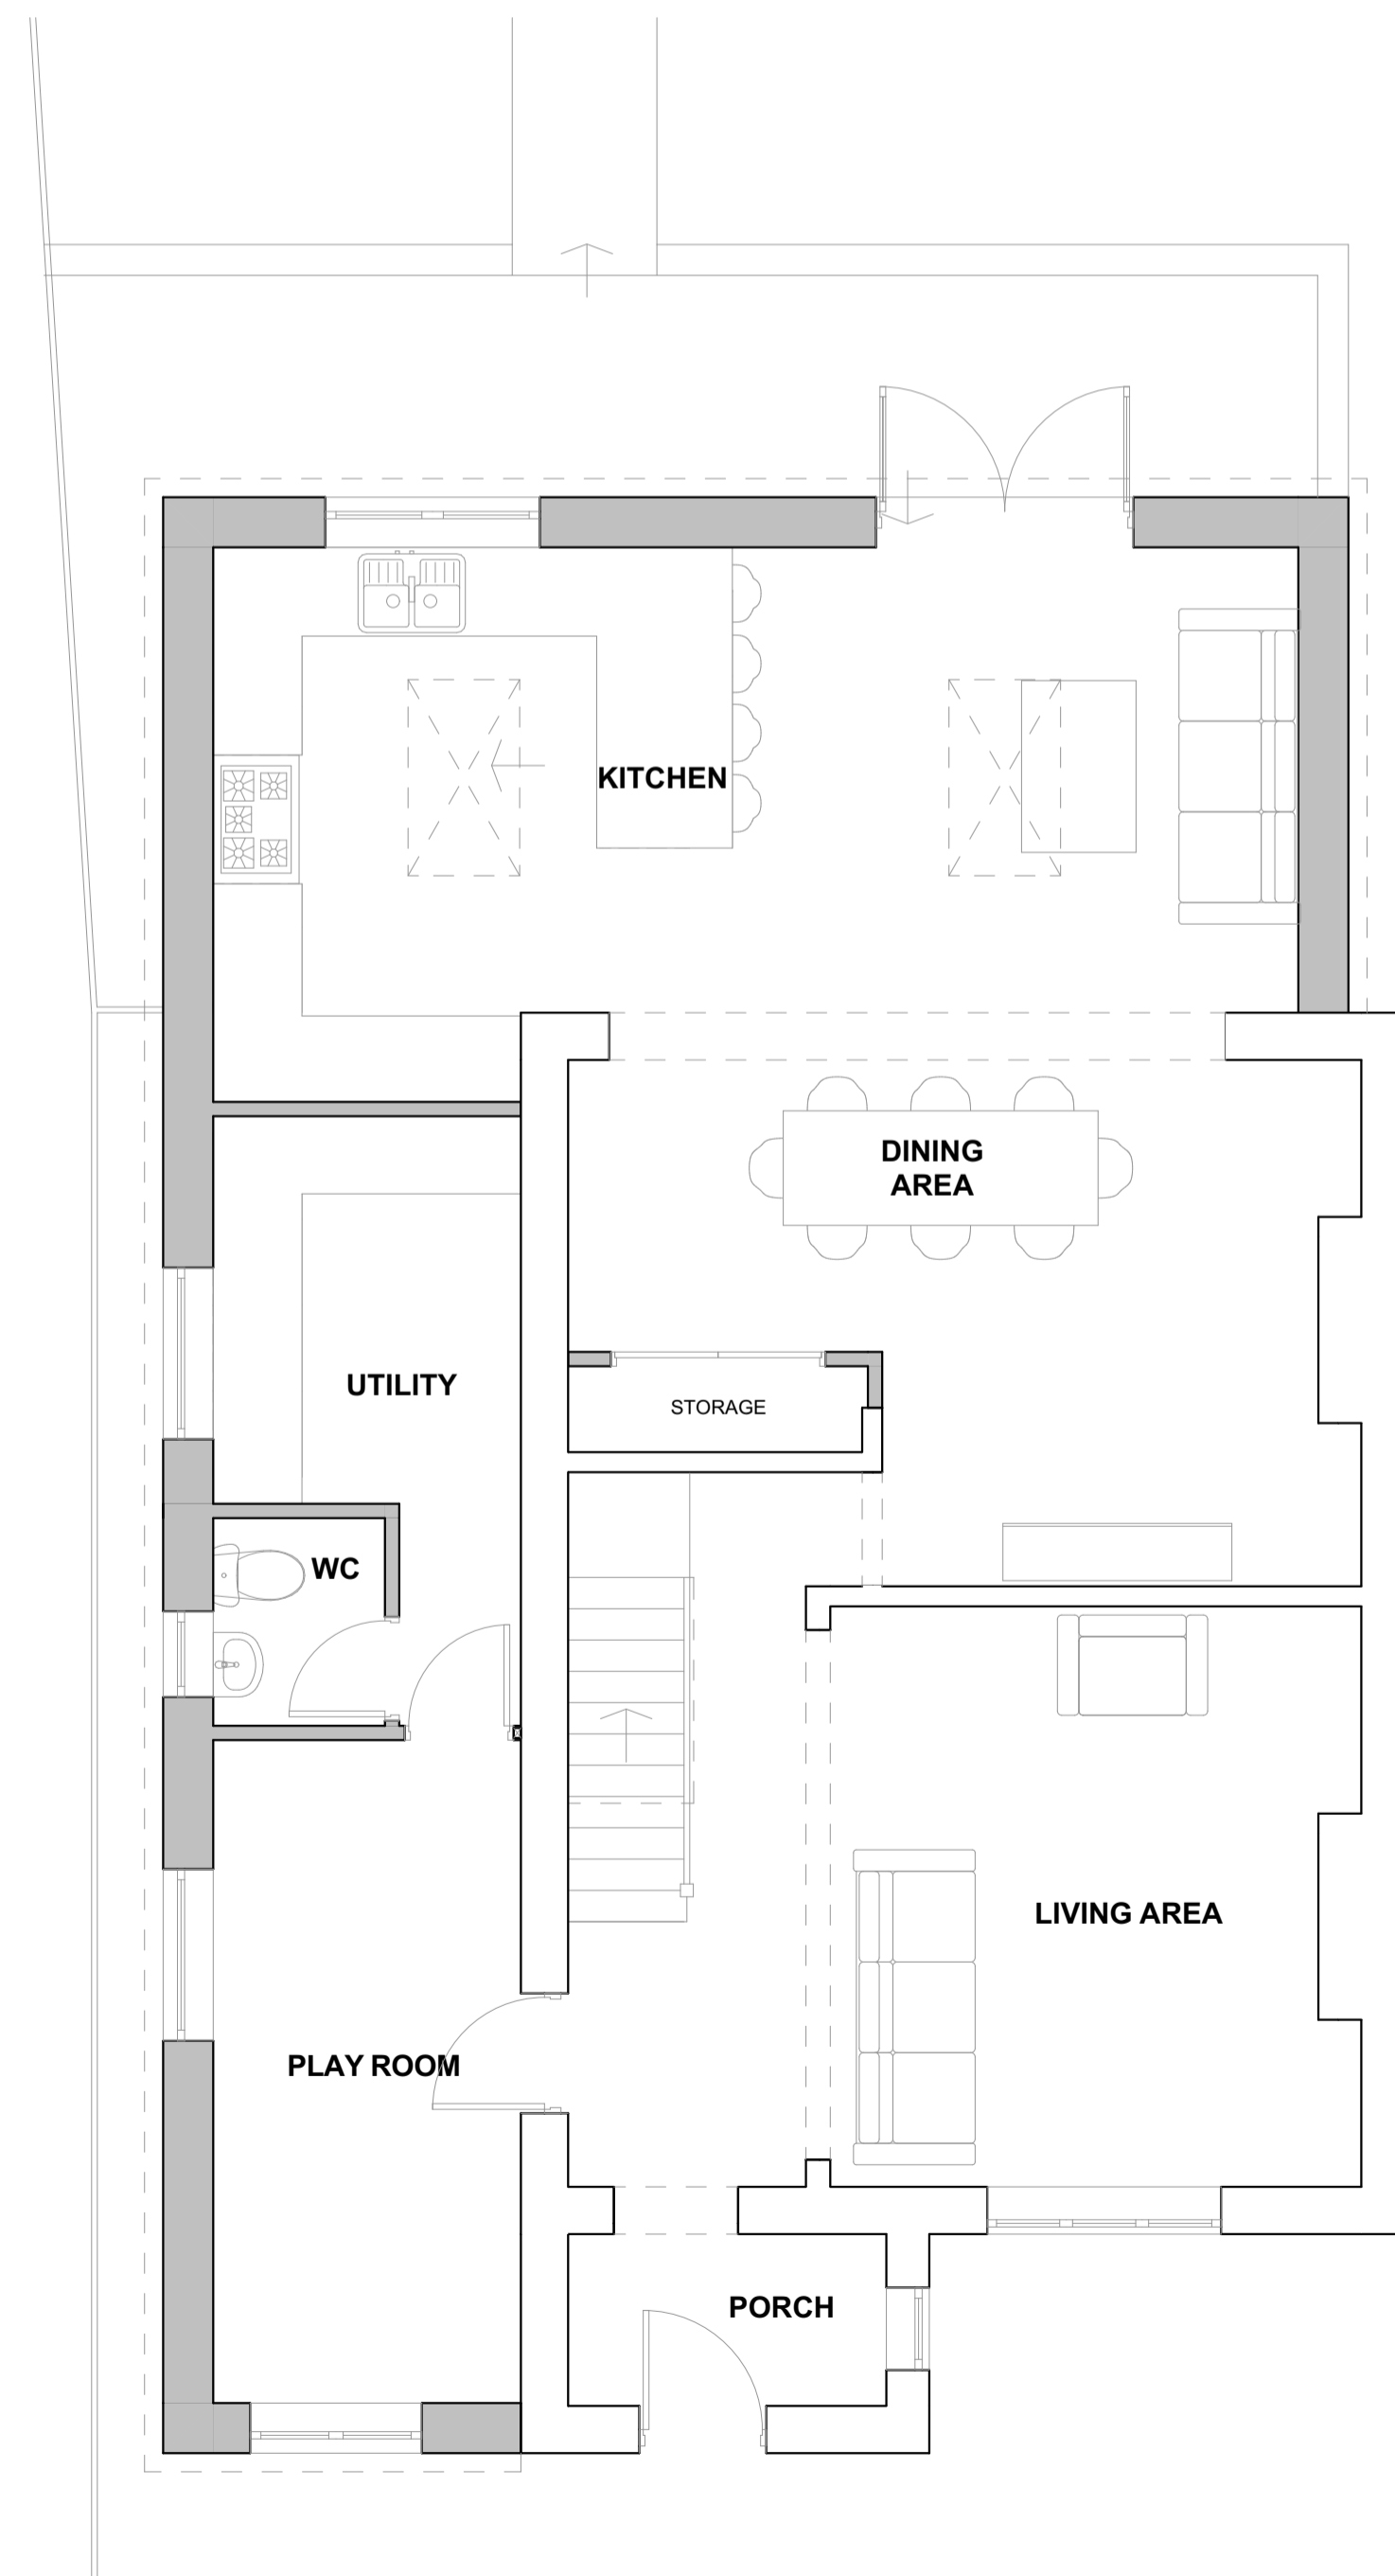 KITCHEN
DINING
AREA
UTILITY
STORAGE
WC
LIVING AREA
PLAY ROOM
PORCH